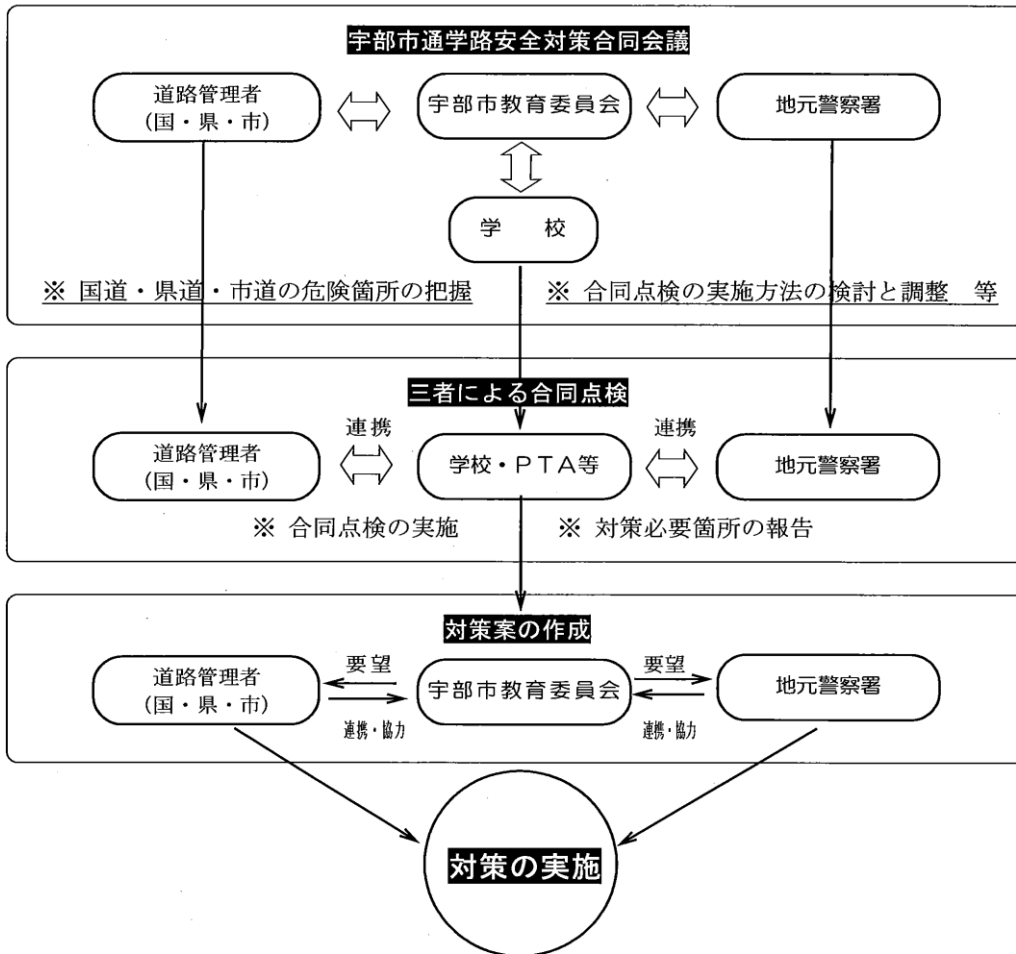 宇部市通学路安全対策合同会議
道路管理者
(国・県・市)
宇部市教育委員会
地元警察署
学　校
※ 国道・県道・市道の危険箇所の把握
※ 合同点検の実施方法の検討と調整　等
三者による合同点検
道路管理者
(国・県・市)
連携
学校・ＰＴＡ等
連携
地元警察署
※ 合同点検の実施
※ 対策必要箇所の報告
対策案の作成
道路管理者
(国・県・市)
要望
連携・協力
宇部市教育委員会
要望
連携・協力
地元警察署
対策の実施